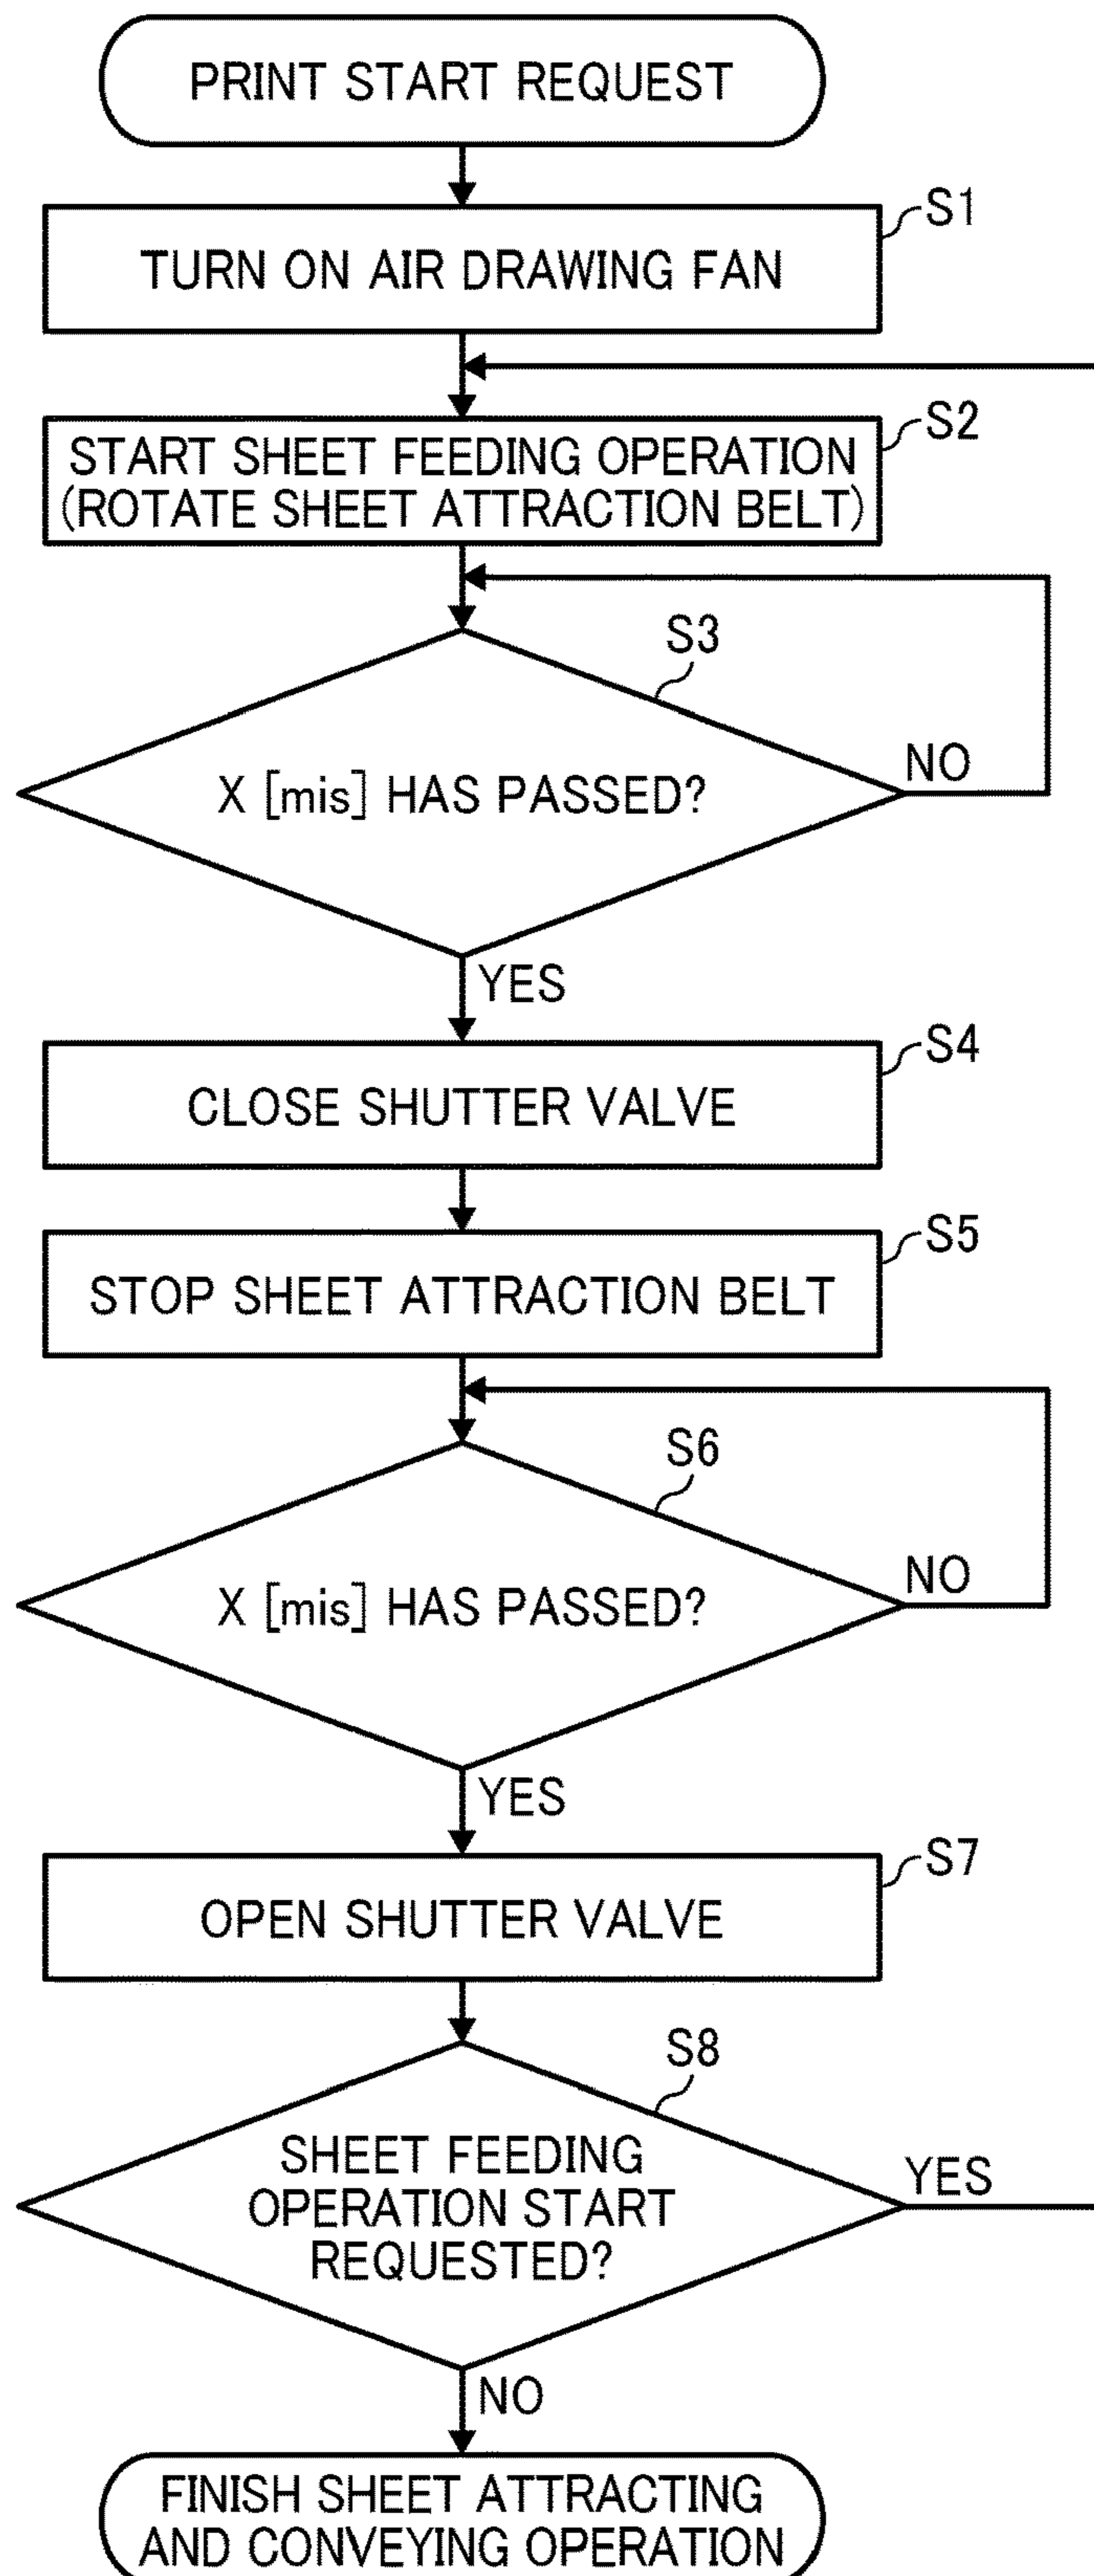 PRINT START REQUEST
S1
TURN ON AIR DRAWING FAN
S2
START SHEET FEEDING OPERATION
(ROTATE SHEET ATTRACTION BELT)
S3
X [mis] HAS PASSED?
NO
YES
S4
CLOSE SHUTTER VALVE
S5
STOP SHEET ATTRACTION BELT
S6
X [mis] HAS PASSED?
NO
YES
S7
OPEN SHUTTER VALVE
S8
SHEET FEEDING
OPERATION START
REQUESTED?
YES
NO
FINISH SHEET ATTRACTING
AND CONVEYING OPERATION